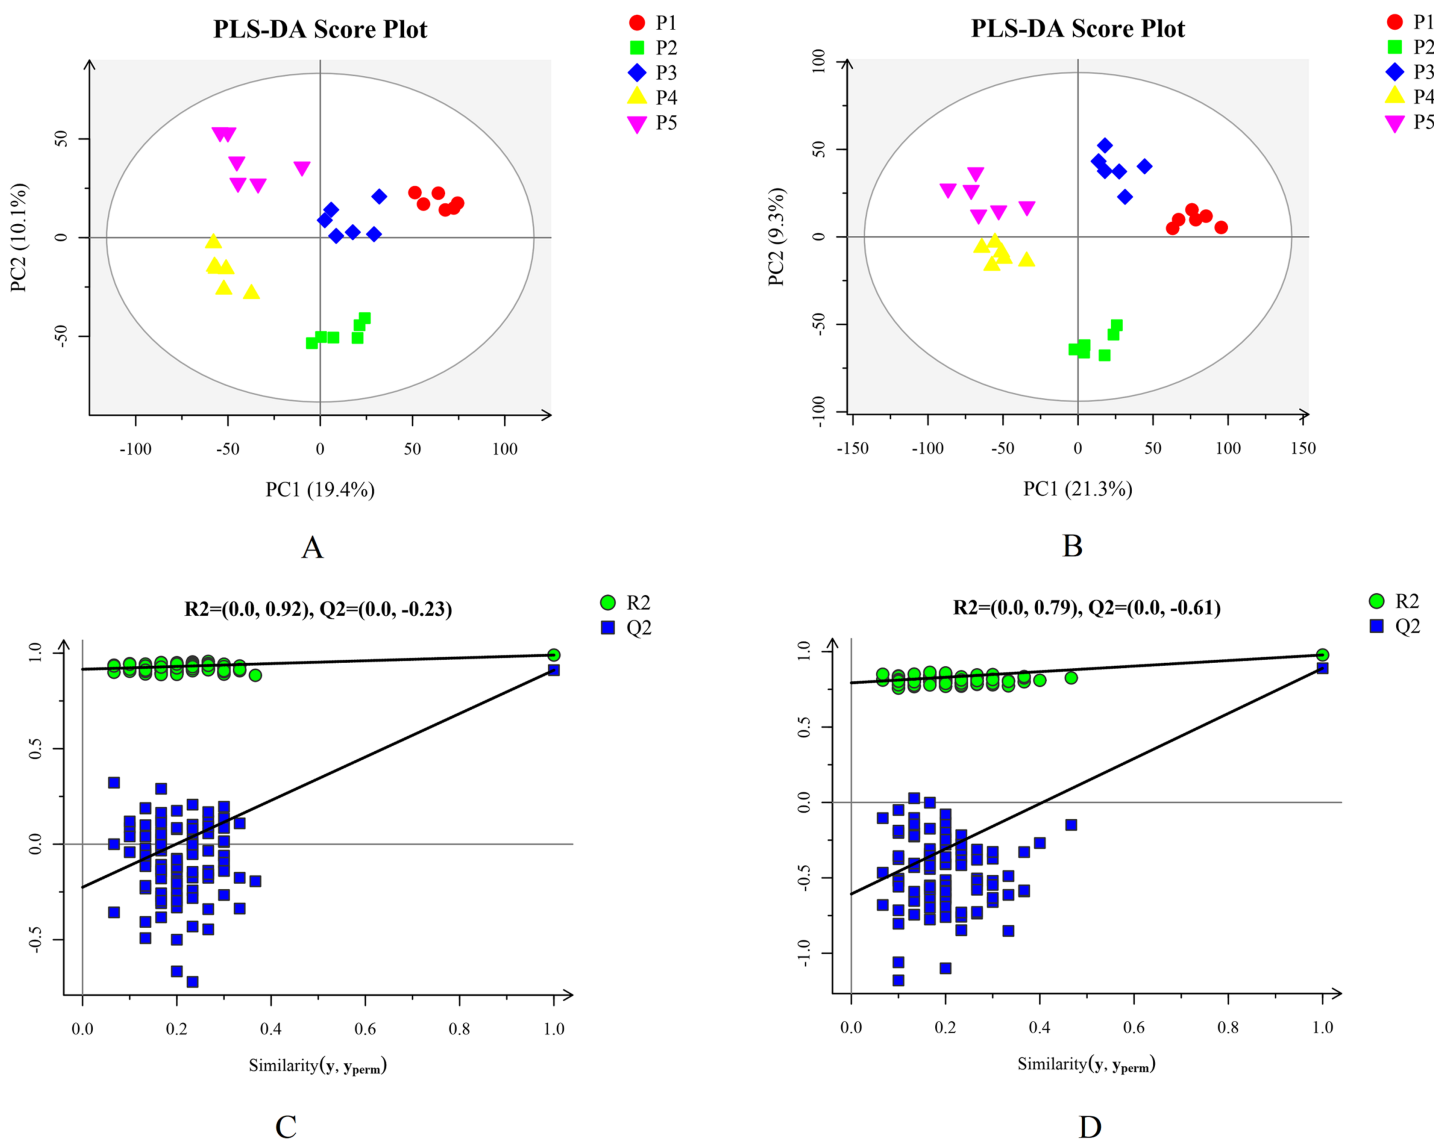 PLS-DA Score Plot
P1
P2
P3
P4
P5
PC2 (10.1%)
50
0
-50
-100 -50 0 50 100
PC1 (19.4%)
A
PLS-DA Score Plot
P1
P2
P3
P4
P5
PC2 (9.3%)
100
50
0
-50
-100
-150 -100 -50 0 50 100 150
PC1 (21.3%)
B
R2=(0.0, 0.92), Q2=(0.0, -0.23)
R2
Q2
1.0
0.5
0.0
-0.5
0.0 0.2 0.4 0.6 0.8 1.0
Similarity(y, yperm)
C
R2=(0.0, 0.79), Q2=(0.0, -0.61)
R2
Q2
1.0
0.5
0.0
-0.5
-1.0
0.0 0.2 0.4 0.6 0.8 1.0
Similarity(y, yperm)
D